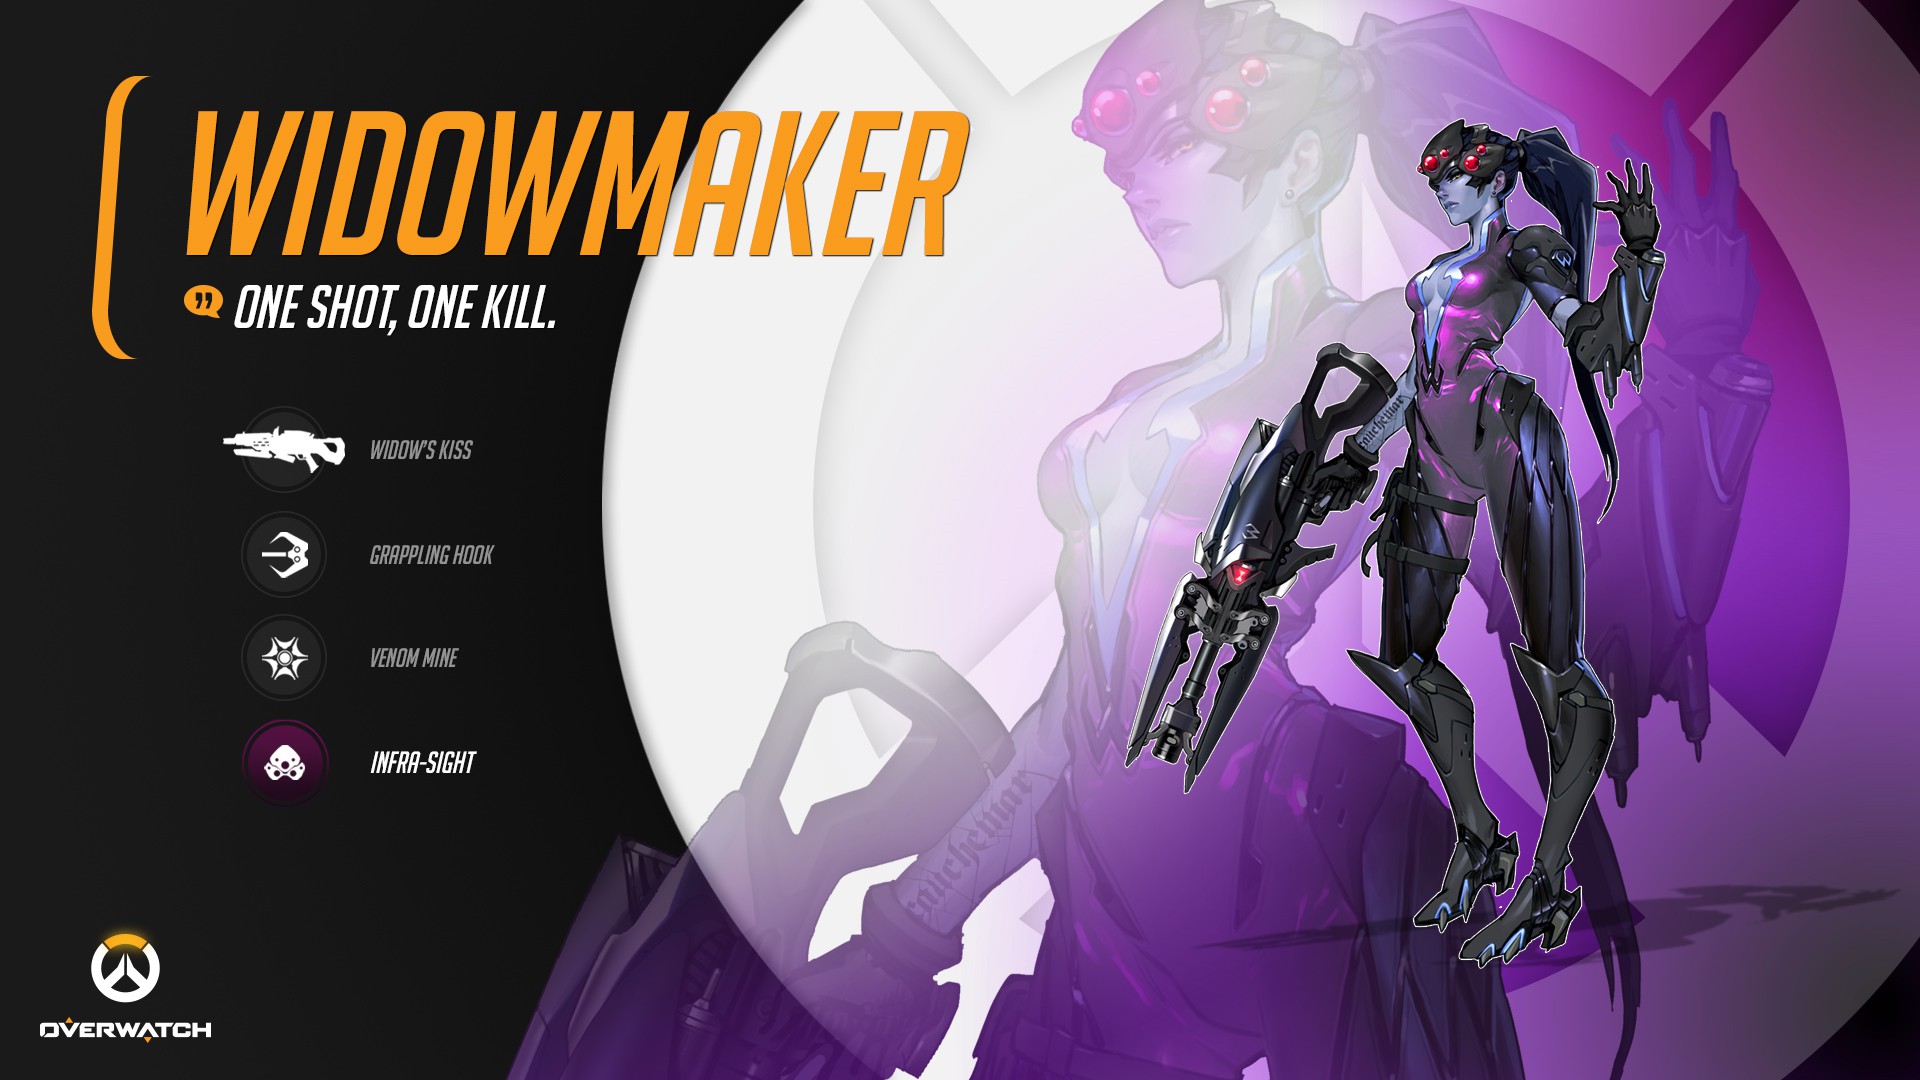 WIDOWMAKER
ONE SHOT, ONE KILL.
WIDOW'S KISS
GRAPPLING HOOK
VENOM MINE
INFRA-SIGHT
OVERWATCH